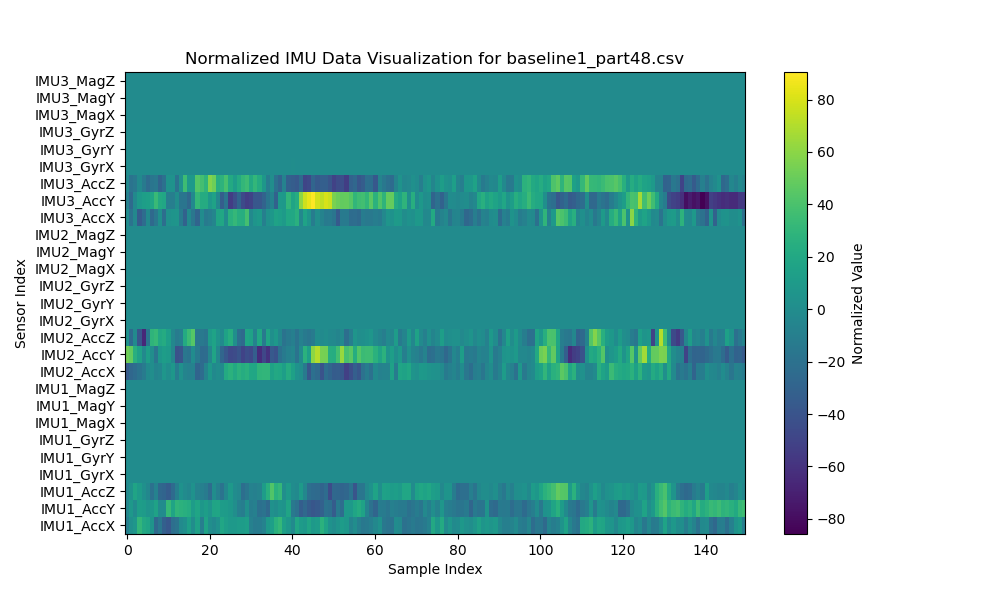 Normalized IMU Data Visualization for baseline1_part48.csv
IMU3_MagZ
IMU3_MagY
IMU3_MagX
IMU3_GyrZ
IMU3_GyrY
IMU3_GyrX
IMU3_AccZ
IMU3_AccY
IMU3_AccX
IMU2_MagZ
IMU2_MagY
IMU2_MagX
IMU2_GyrZ
IMU2_GyrY
IMU2_GyrX
IMU2_AccZ
IMU2_AccY
IMU2_AccX
IMU1_MagZ
IMU1_MagY
IMU1_MagX
IMU1_GyrZ
IMU1_GyrY
IMU1_GyrX
IMU1_AccZ
IMU1_AccY
IMU1_AccX
Sensor Index
0 20 40 60 80 100 120 140
Sample Index
80
60
40
20
0
−20
−40
−60
−80
Normalized Value